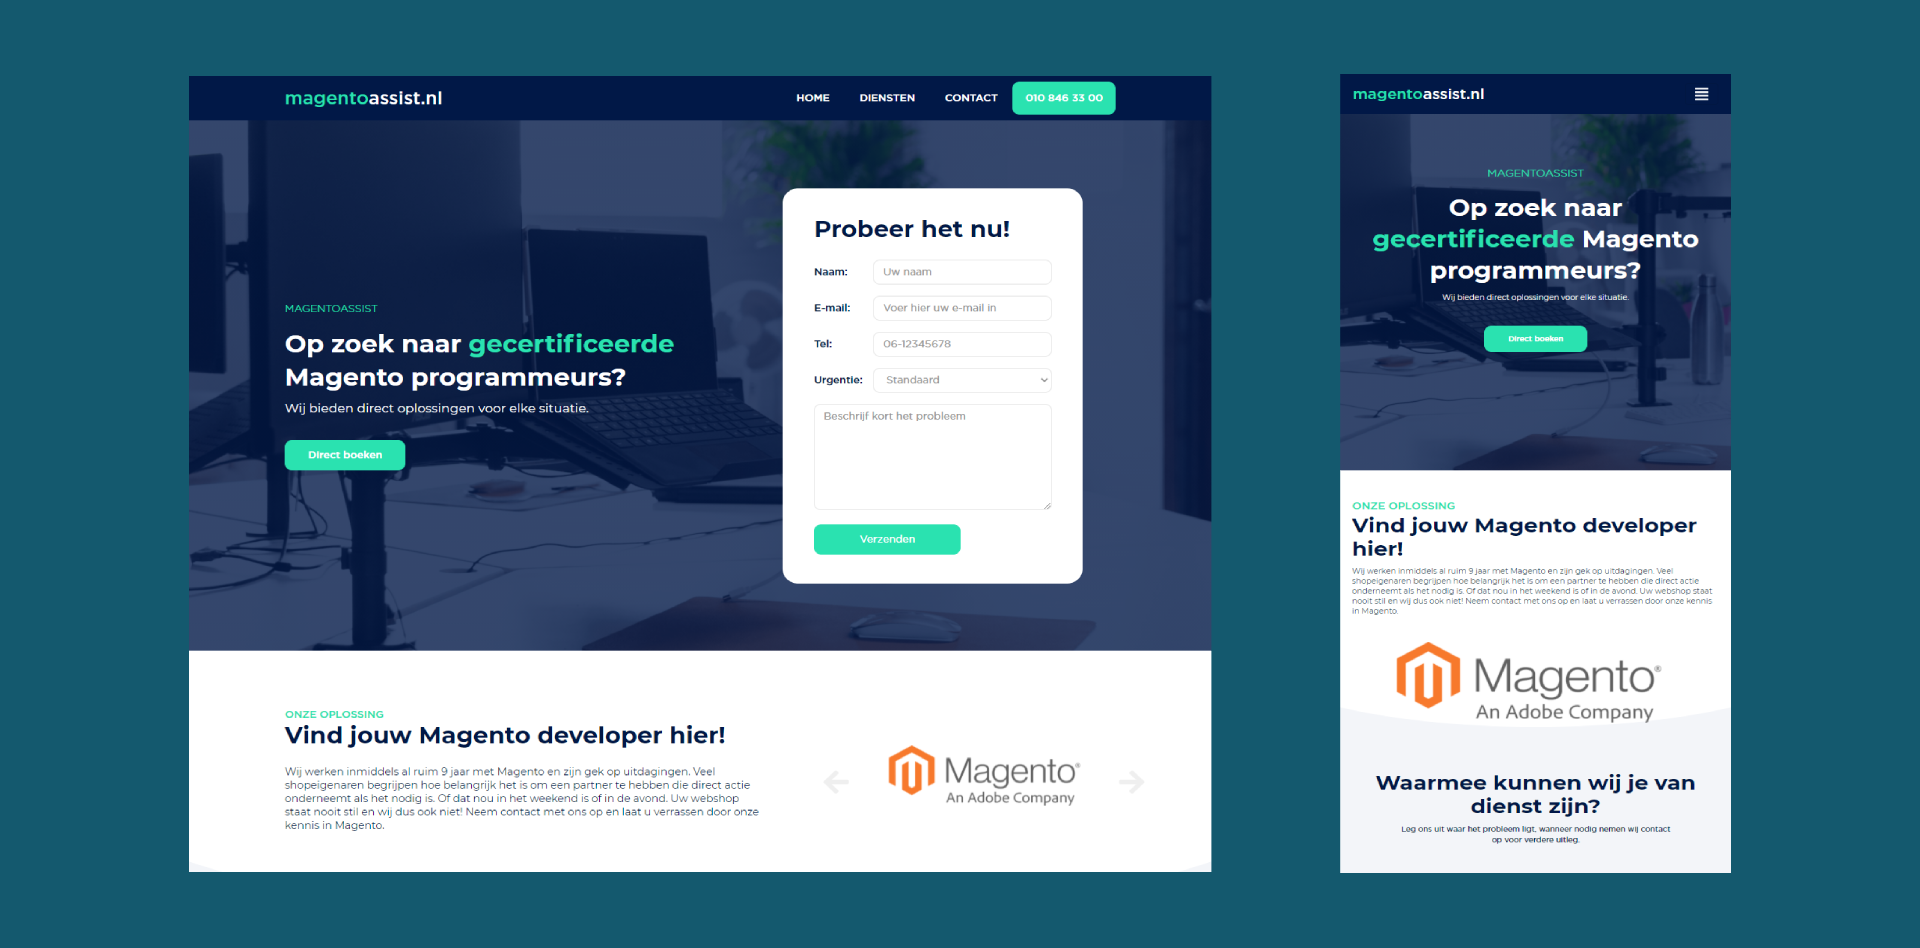 magentoassist.nl
HOME DIENSTEN CONTACT 010 846 33 00
MAGENTOASSIST
Op zoek naar gecertificeerde
Magento programmeurs?
Wij bieden direct oplossingen voor elke situatie.
Direct boeken
Probeer het nu!
Naam: Uw naam
E-mail: Voer hier uw e-mail in
Tel: 06-12345678
Urgentie: Standaard
Beschrijf kort het probleem
Verzenden
ONZE OPLOSSING
Vind jouw Magento developer hier!
Wij werken inmiddels al ruim 9 jaar met Magento en zijn gek op uitdagingen. Veel
shopeigenaren begrijpen hoe belangrijk het is om een partner te hebben die direct actie
onderneemt als het nodig is. Of dat nou in het weekend is of in de avond. Uw webshop
staat nooit stil en wij dus ook niet! Neem contact met ons op en laat u verrassen door onze
kennis in Magento.
Magento®
An Adobe Company
magentoassist.nl
MAGENTOASSIST
Op zoek naar
gecertificeerde Magento
programmeurs?
Wij bieden direct oplossingen voor elke situatie.
Direct boeken
ONZE OPLOSSING
Vind jouw Magento developer
hier!
Wij werken inmiddels al ruim 9 jaar met Magento en zijn gek op uitdagingen. Veel
shopeigenaren begrijpen hoe belangrijk het is om een partner te hebben die direct actie
onderneemt als het nodig is. Of dat nou in het weekend is of in de avond. Uw webshop staat
nooit stil en wij dus ook niet! Neem contact met ons op en laat u verrassen door onze kennis
in Magento.
Magento®
An Adobe Company
Waarmee kunnen wij je van
dienst zijn?
Leg ons uit waar het probleem ligt, wanneer nodig nemen wij contact
op voor verdere uitleg.